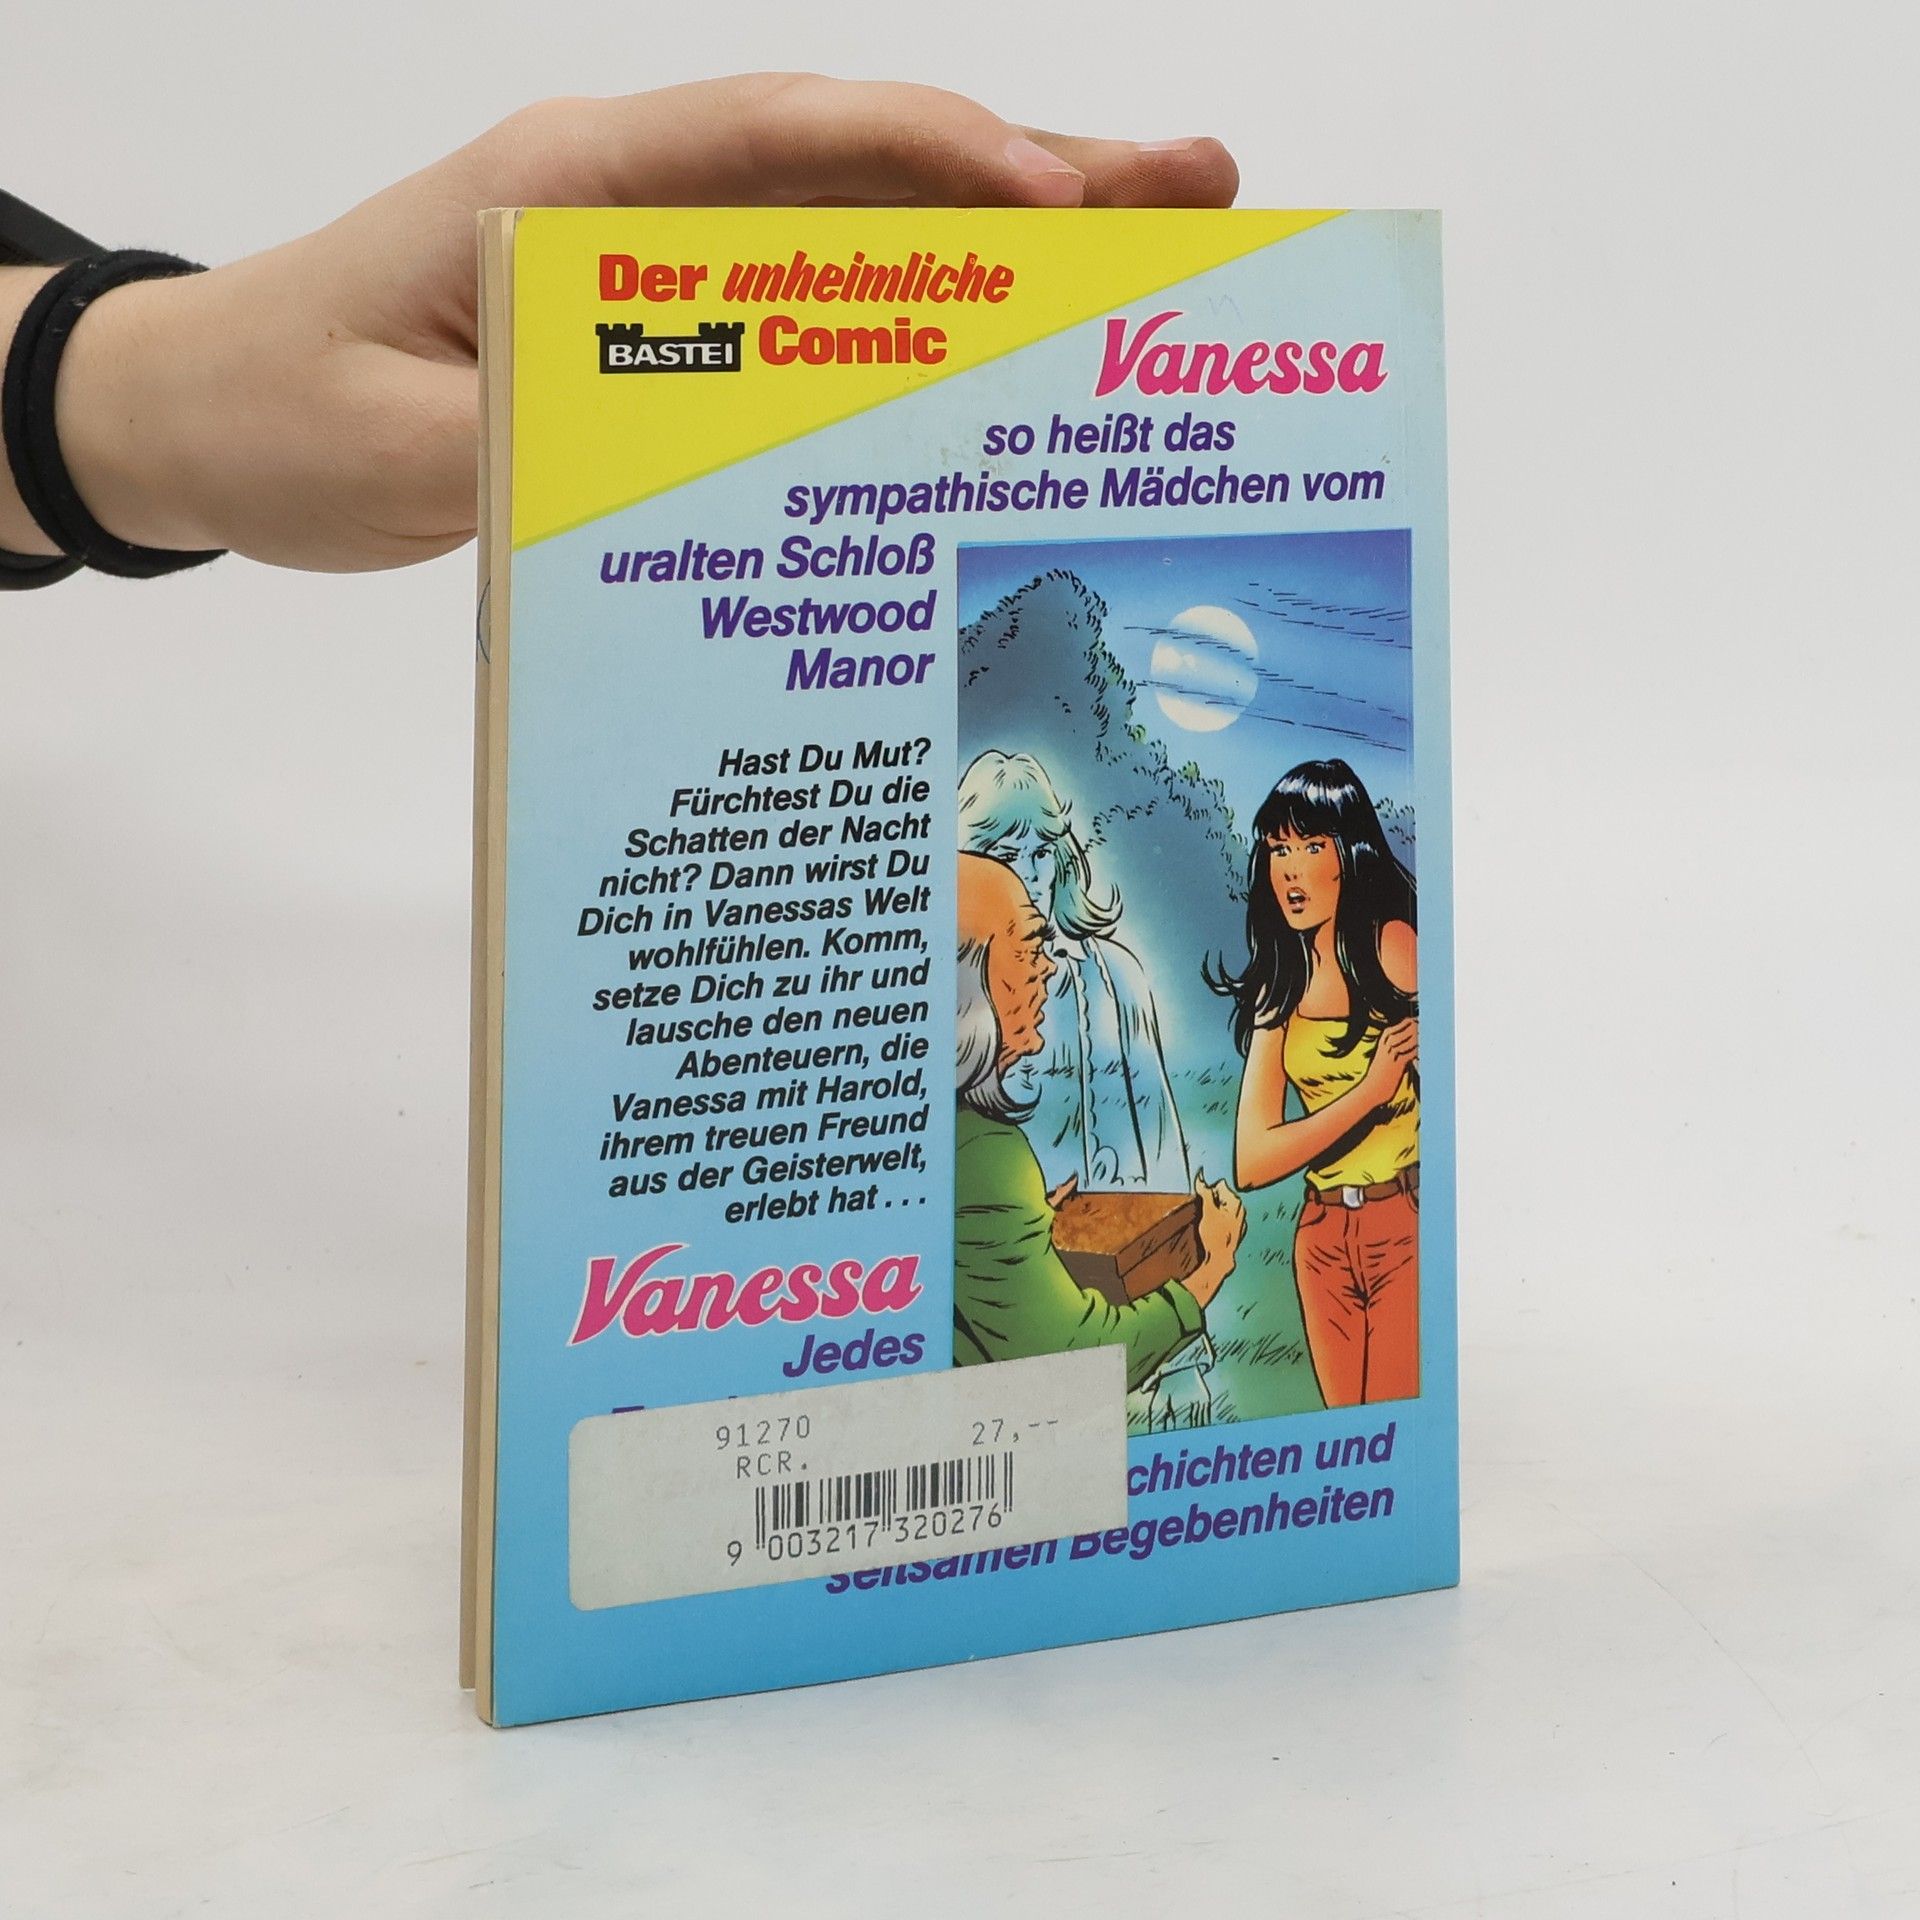 Der unheimliche
BASTEI Comic
Vanessa
so heißt das
sympathische Mädchen vom
uralten Schloß
Westwood
Manor
Hast Du Mut?
Fürchtest Du die
Schatten der Nacht
nicht? Dann wirst Du
Dich in Vanessas Welt
wohlfühlen. Komm,
setze Dich zu ihr und
lausche den neuen
Abenteuern, die
Vanessa mit Harold,
ihrem treuen Freund
aus der Geisterwelt,
erlebt hat . . .
Vanessa
Jedes
91270 27,--
RCR.
9 003217 320276
chichten und
seltsamen Begebenheiten